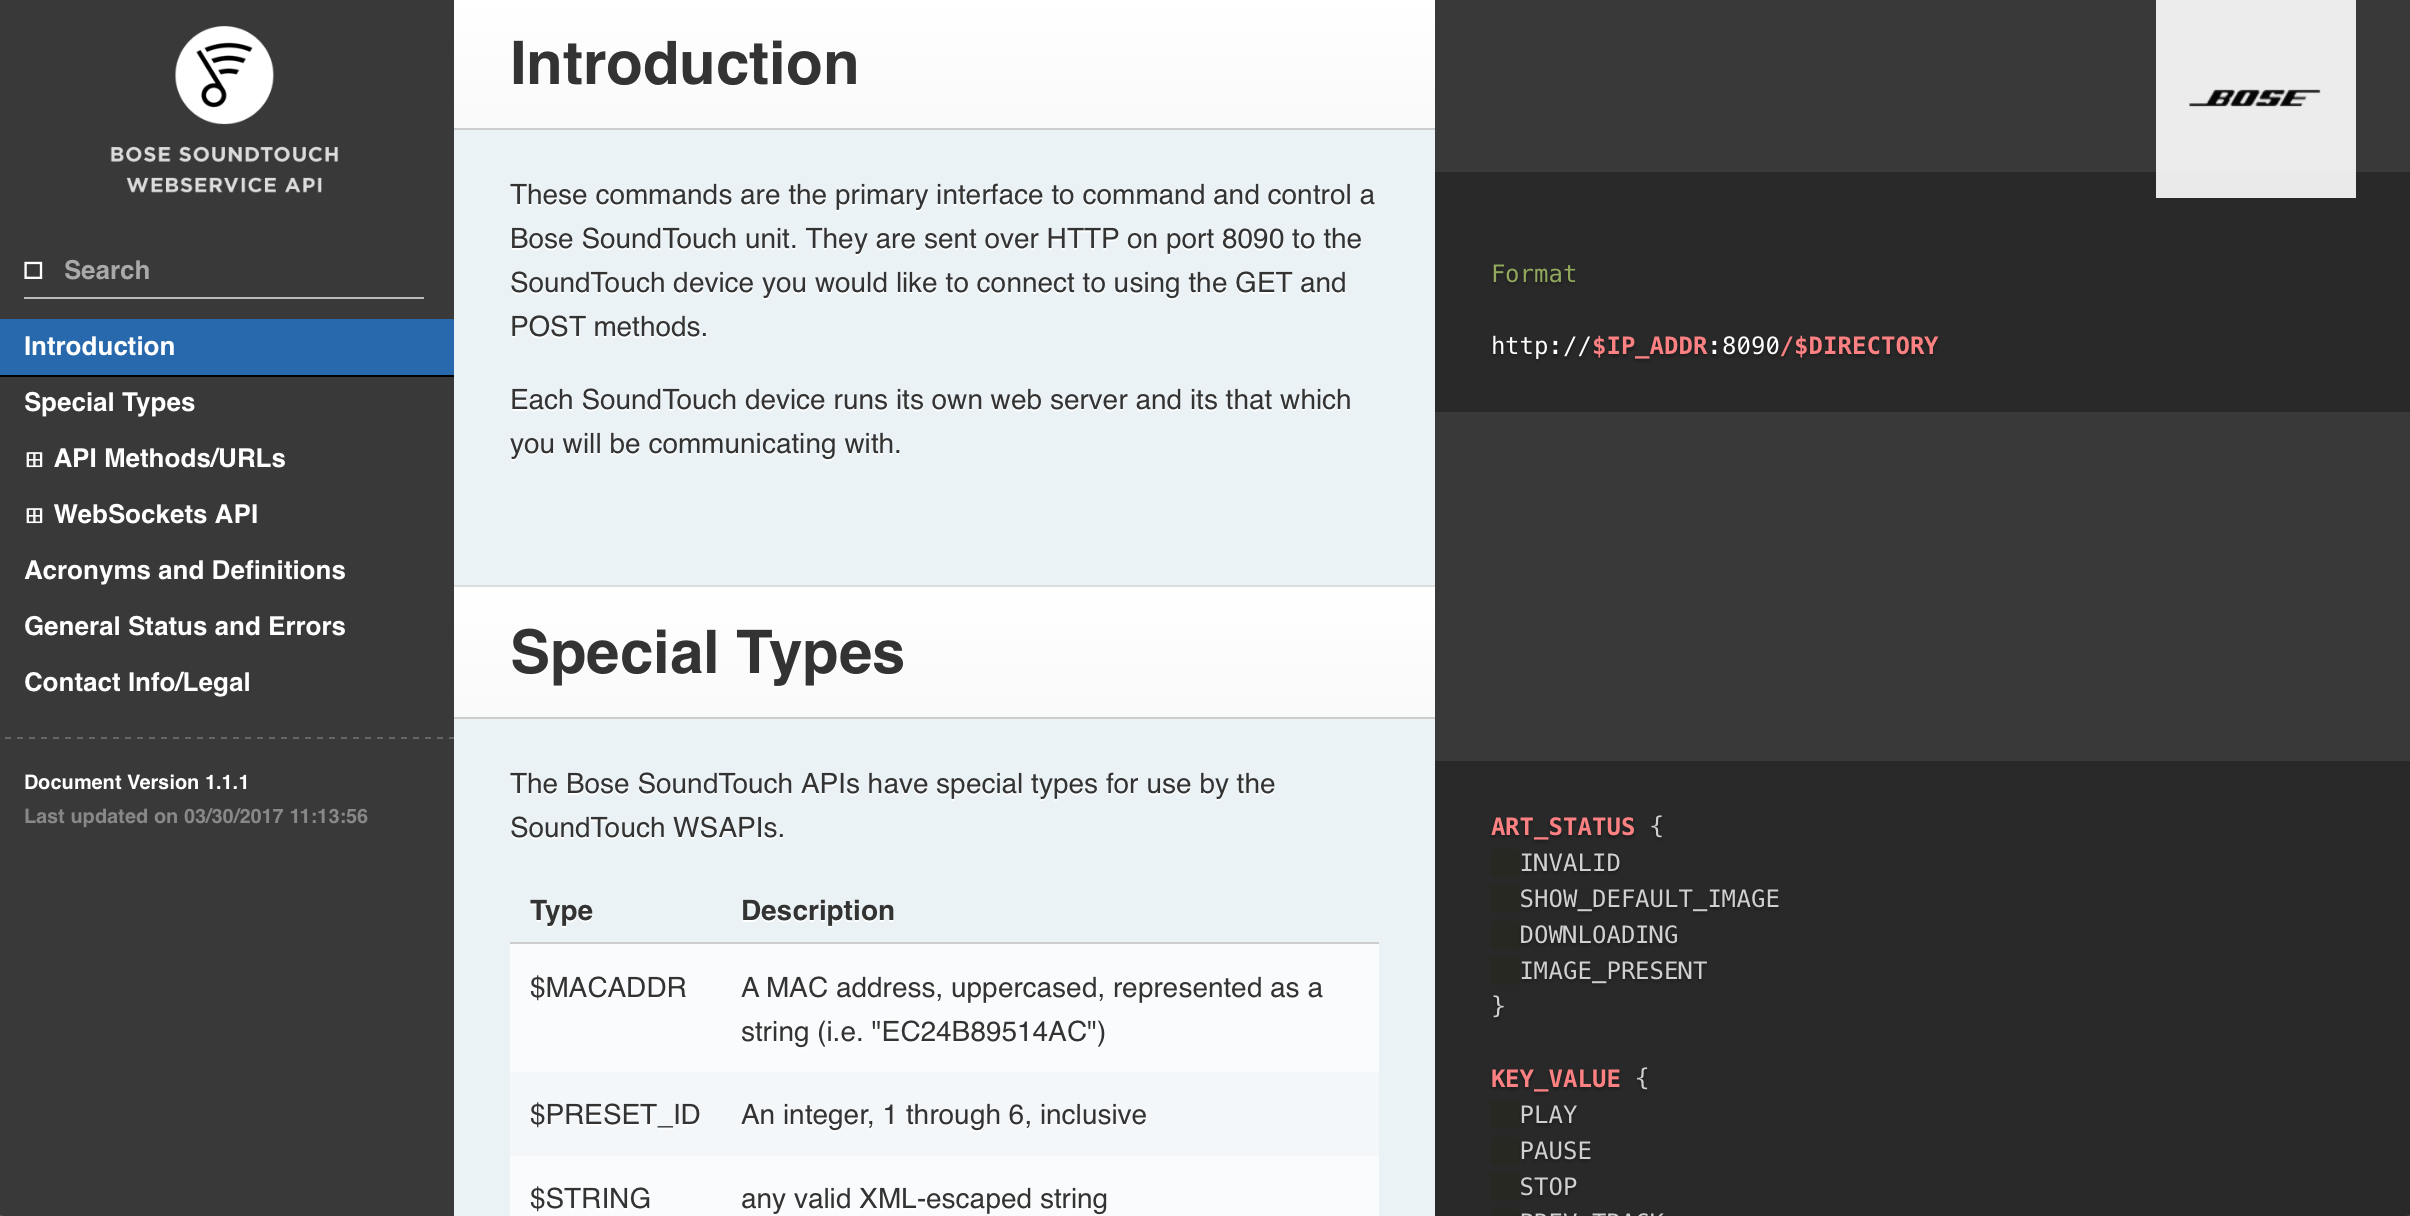 BOSE SOUNDTOUCH
WEBSERVICE API
Search
Introduction
Special Types
API Methods/URLs
WebSockets API
Acronyms and Definitions
General Status and Errors
Contact Info/Legal
Document Version 1.1.1
Last updated on 03/30/2017 11:13:56
Introduction
These commands are the primary interface to command and control a
Bose SoundTouch unit. They are sent over HTTP on port 8090 to the
SoundTouch device you would like to connect to using the GET and
POST methods.
Each SoundTouch device runs its own web server and its that which
you will be communicating with.
Special Types
The Bose SoundTouch APIs have special types for use by the
SoundTouch WSAPIs.
Type Description
$MACADDR A MAC address, uppercased, represented as a
string (i.e. "EC24B89514AC")
$PRESET_ID An integer, 1 through 6, inclusive
$STRING any valid XML-escaped string
BOSE
Format
http://$IP_ADDR:8090/$DIRECTORY
ART_STATUS {
INVALID
SHOW_DEFAULT_IMAGE
DOWNLOADING
IMAGE_PRESENT
}
KEY_VALUE {
PLAY
PAUSE
STOP